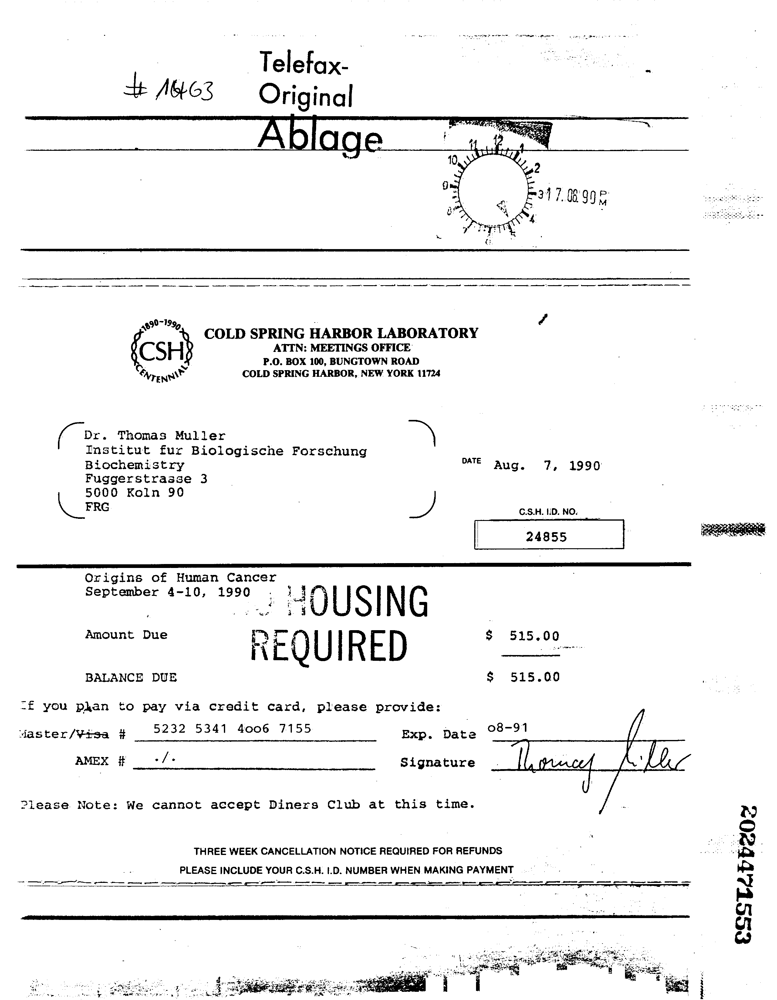 # 16463
Telefax-
Original
Ablage
10 11 12 1 2 3 4
17.08.90 PM
1890-1990
CSH
CENTENNIAL
COLD SPRING HARBOR LABORATORY
ATTN: MEETINGS OFFICE
P.O. BOX 100, BUNGTOWN ROAD
COLD SPRING HARBOR, NEW YORK 11724
Dr. Thomas Muller
Institut fur Biologische Forschung
Biochemistry
Fuggerstrasse 3
5000 Koln 90
FRG
DATE Aug. 7, 1990
C.S.H. I.D. NO.
24855
Origins of Human Cancer
September 4-10, 1990
HOUSING
REQUIRED
Amount Due $ 515.00
BALANCE DUE $ 515.00
If you plan to pay via credit card, please provide:
Master/Visa # 5232 5341 4oo6 7155 Exp. Date o8-91
AMEX # ./. Signature Thomas Müller
Please Note: We cannot accept Diners Club at this time.
THREE WEEK CANCELLATION NOTICE REQUIRED FOR REFUNDS
PLEASE INCLUDE YOUR C.S.H. I.D. NUMBER WHEN MAKING PAYMENT
2024471553